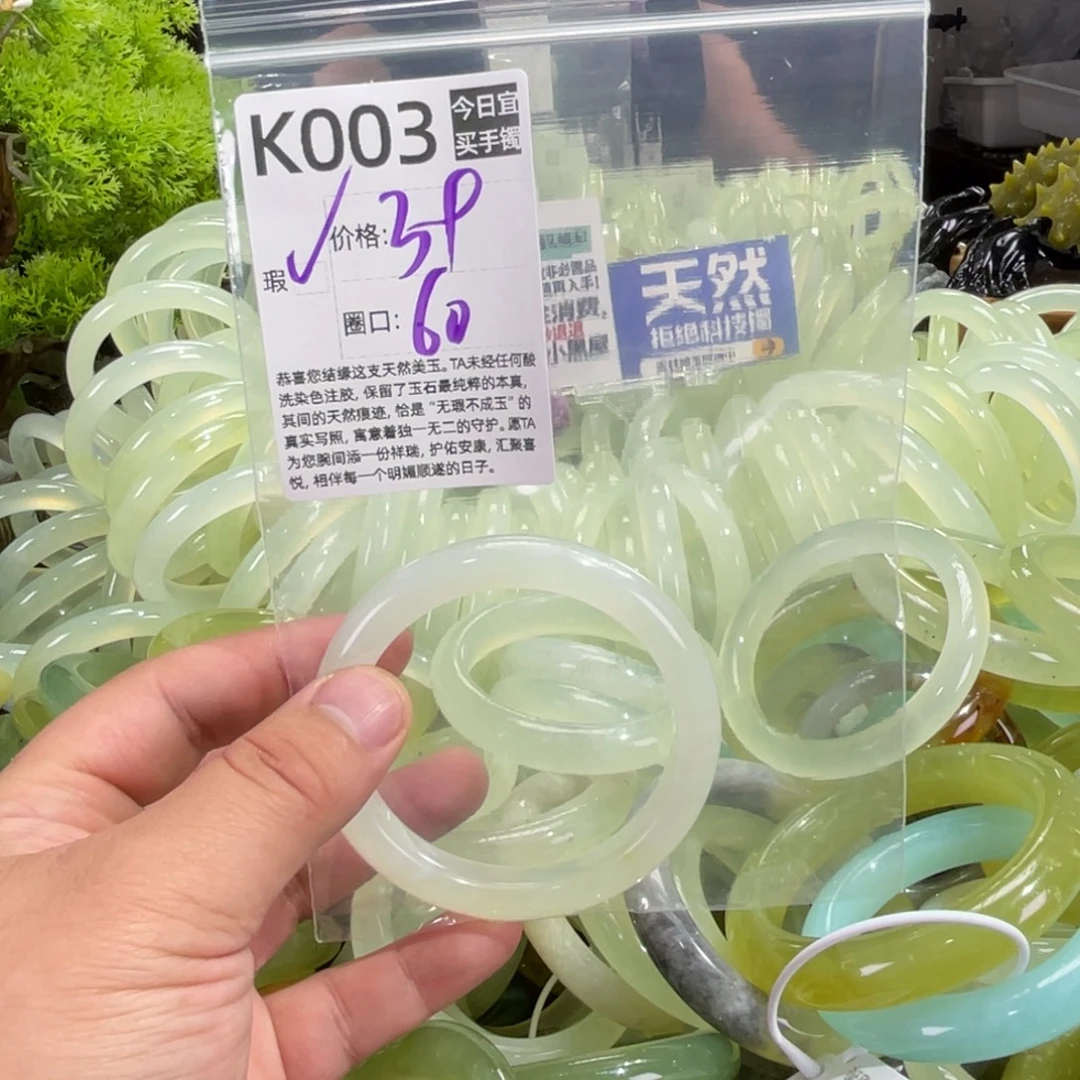 K003
今日宜
买手镯
瑕 ✓
价格:39
圈口:60
恭喜您结缘这支天然美玉。TA未经任何酸
洗染色注胶,保留了玉石最纯粹的本真,
其间的天然痕迹,恰是“无瑕不成玉”的
真实写照,寓意着独一无二的守护。愿TA
为您腕间添一份祥瑞,护佑安康,汇聚喜
悦,相伴每一个明媚顺遂的日子。
天然
拒绝科技镯